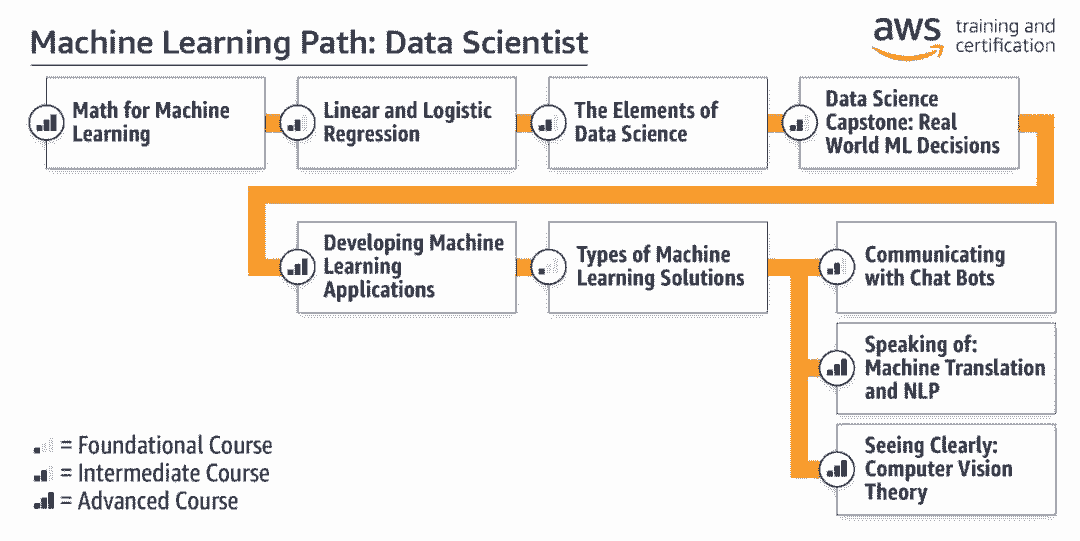 Machine Learning Path: Data Scientist
aws training and
certification
Math for Machine
Learning
Linear and Logistic
Regression
The Elements of
Data Science
Data Science
Capstone: Real
World ML Decisions
Developing Machine
Learning
Applications
Types of Machine
Learning Solutions
Communicating
with Chat Bots
Speaking of:
Machine Translation
and NLP
Seeing Clearly:
Computer Vision
Theory
= Foundational Course
= Intermediate Course
= Advanced Course